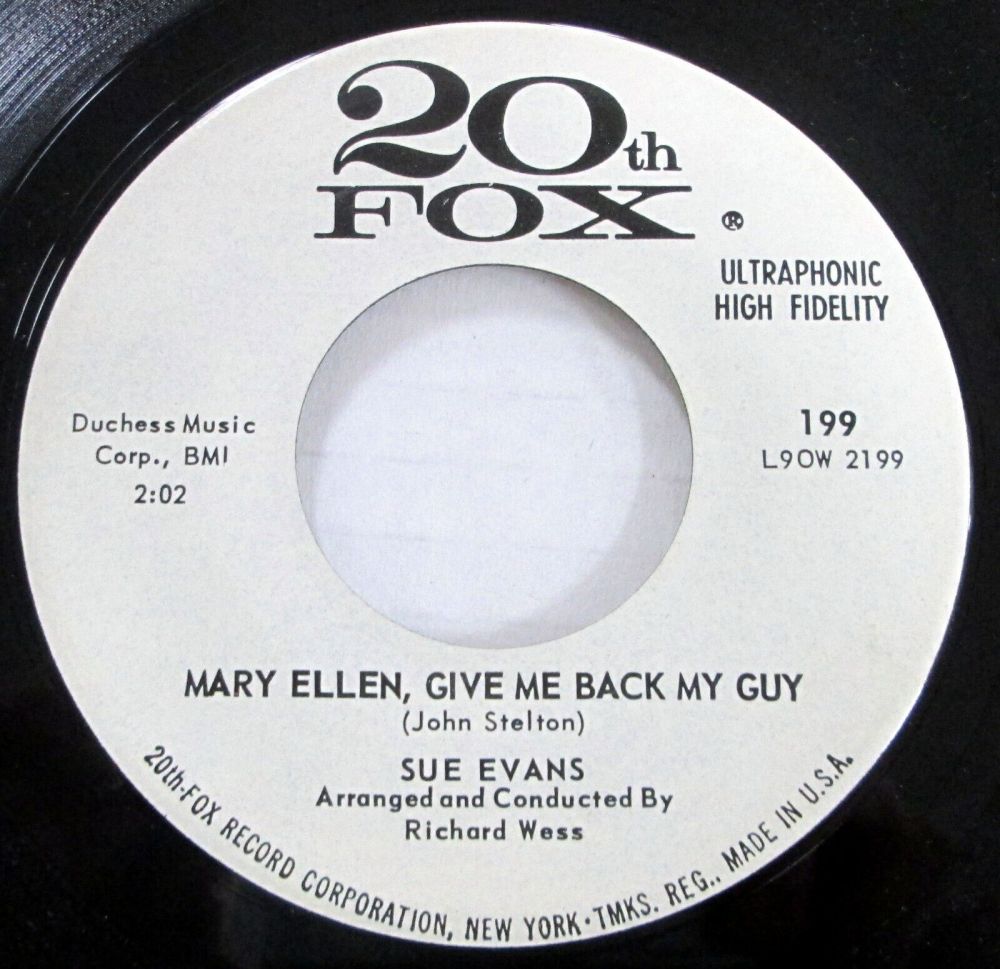 20th
FOX ®
ULTRAPHONIC
HIGH FIDELITY
Duchess Music
Corp., BMI
2:02
199
L9OW 2199
MARY ELLEN, GIVE ME BACK MY GUY
(John Stelton)
SUE EVANS
Arranged and Conducted By
Richard Wess
20th-FOX RECORD CORPORATION, NEW YORK • TMKS. REG., MADE IN U.S.A.